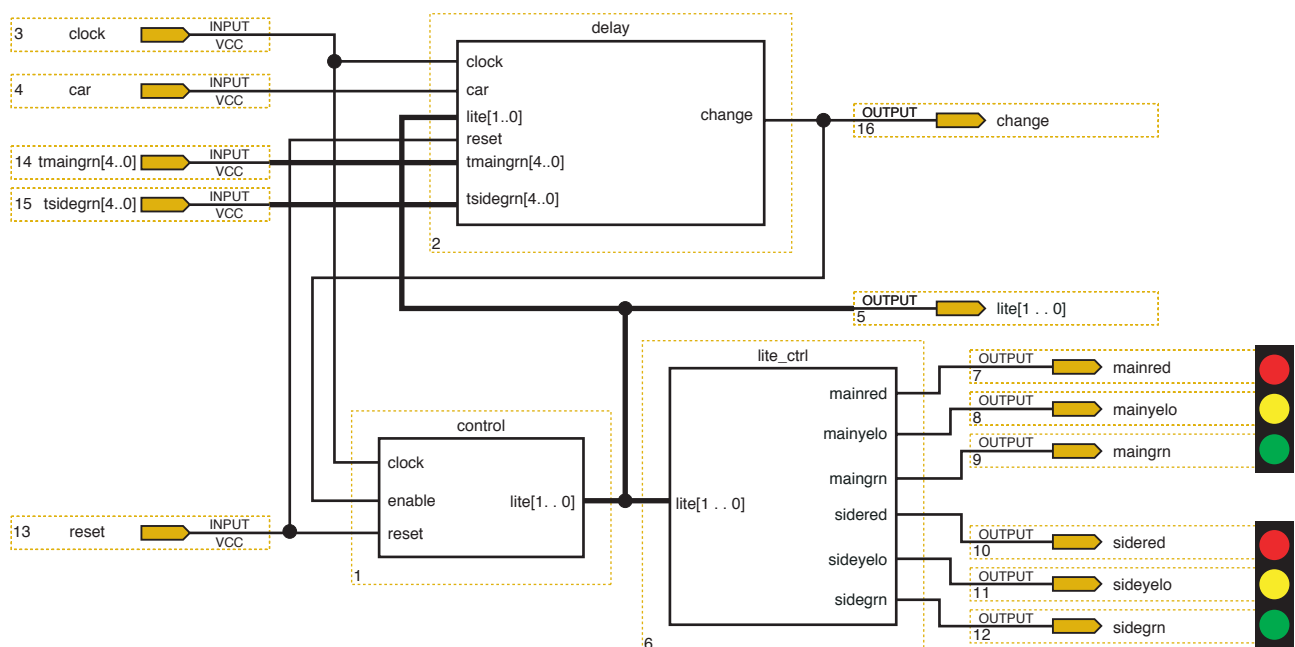 3 clock INPUT
VCC
4 car INPUT
VCC
14 tmaingrn[4..0] INPUT
VCC
15 tsidegrn[4..0] INPUT
VCC
13 reset INPUT
VCC
delay
clock
car
lite[1..0]
reset
tmaingrn[4..0]
tsidegrn[4..0]
change
2
OUTPUT
16 change
OUTPUT
5 lite[1 . . 0]
control
clock
enable
reset
lite[1. . 0]
1
lite_ctrl
lite[1 . . 0]
mainred
mainyelo
maingrn
sidered
sideyelo
sidegrn
6
OUTPUT
7 mainred
OUTPUT
8 mainyelo
OUTPUT
9 maingrn
OUTPUT
10 sidered
OUTPUT
11 sideyelo
OUTPUT
12 sidegrn